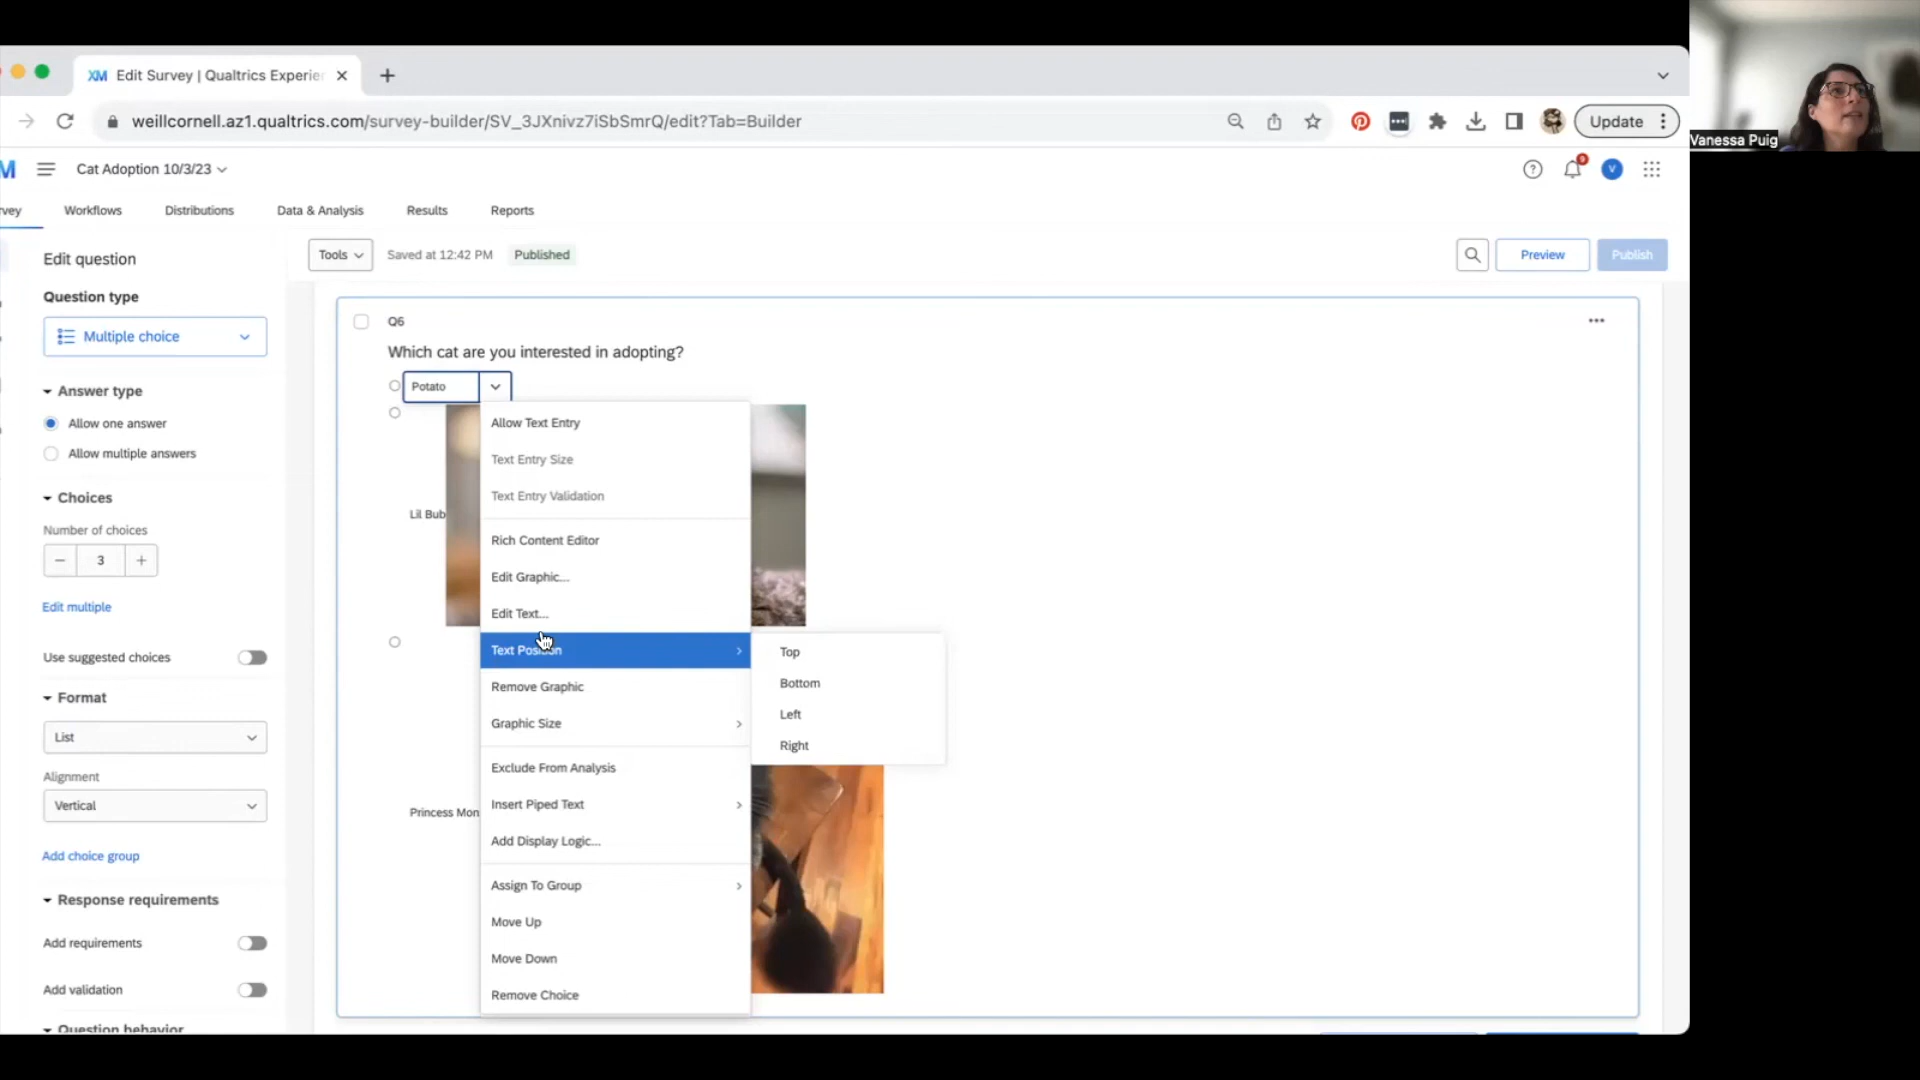 XM Edit Survey | Qualtrics Experien
weillcornell.az1.qualtrics.com/survey-builder/SV_3JXnivz7iSbSmrQ/edit?Tab=Builder
Update
Vanessa Puig
Cat Adoption 10/3/23
V
Workflows
Distributions
Data & Analysis
Results
Reports
Edit question
Tools
Saved at 12:42 PM
Published
Preview
Publish
Question type
Multiple choice
Answer type
Allow one answer
Allow multiple answers
Choices
Number of choices
3
Edit multiple
Use suggested choices
Format
List
Alignment
Vertical
Add choice group
Response requirements
Add requirements
Add validation
Question behavior
Q6
Which cat are you interested in adopting?
Potato
Lil Bub
Princess Mon
Allow Text Entry
Text Entry Size
Text Entry Validation
Rich Content Editor
Edit Graphic...
Edit Text...
Text Position
Remove Graphic
Graphic Size
Exclude From Analysis
Insert Piped Text
Add Display Logic...
Assign To Group
Move Up
Move Down
Remove Choice
Top
Bottom
Left
Right